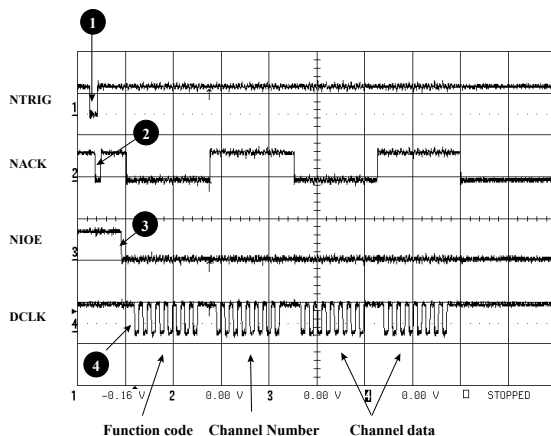 1
NTRIG
1
2
NACK
2
3
NIOE
3
DCLK
4
4
1 -0.16 V 2 0.00 V 3 0.00 V 4 0.00 V STOPPED
Function code Channel Number Channel data